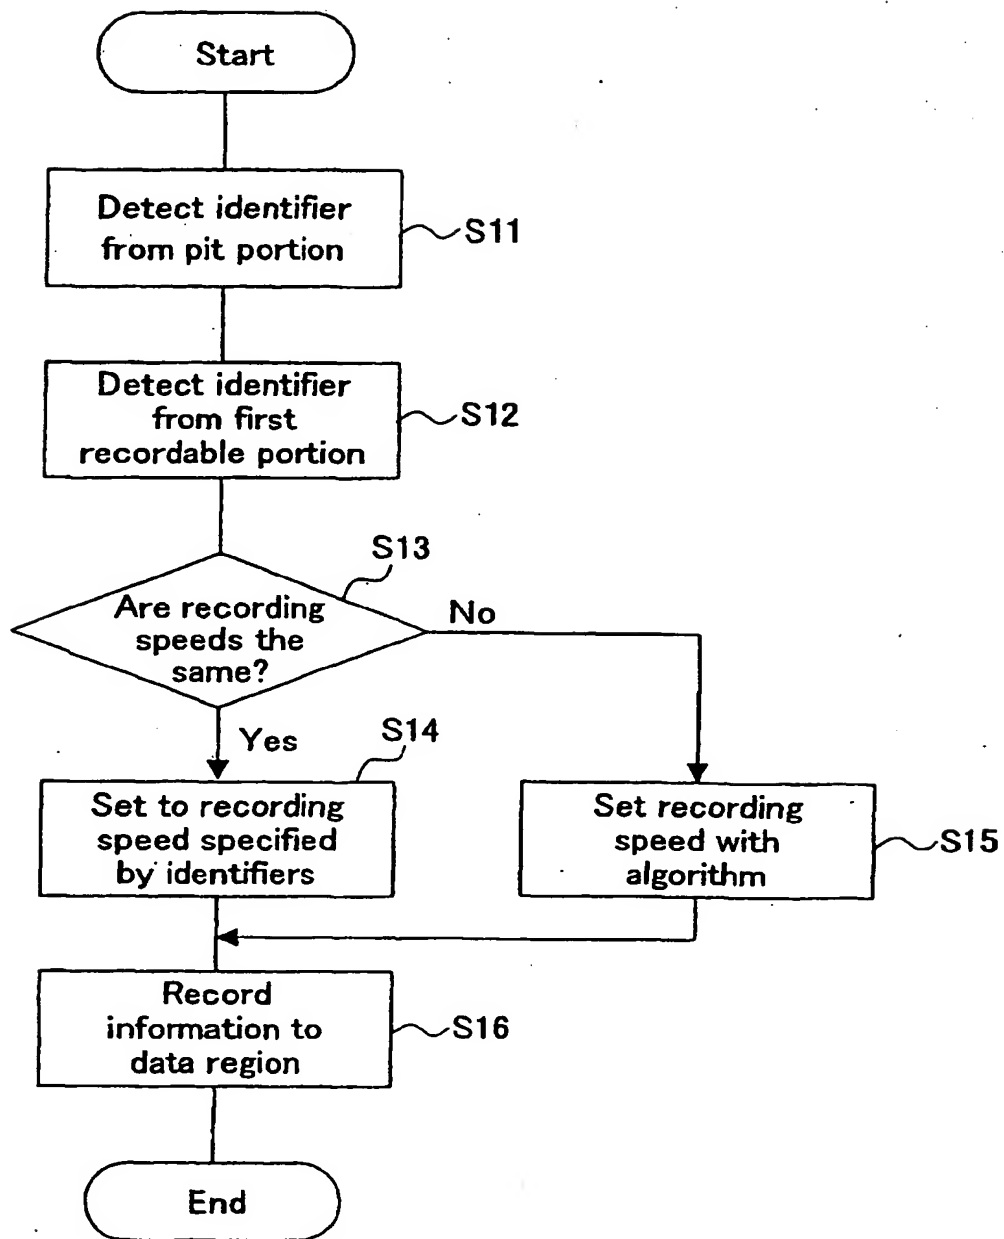 Start
Detect identifier
from pit portion
S11
Detect identifier
from first
recordable portion
S12
S13
Are recording
speeds the
same?
No
Yes
S14
Set to recording
speed specified
by identifiers
Set recording
speed with
algorithm
S15
Record
information to
data region
S16
End